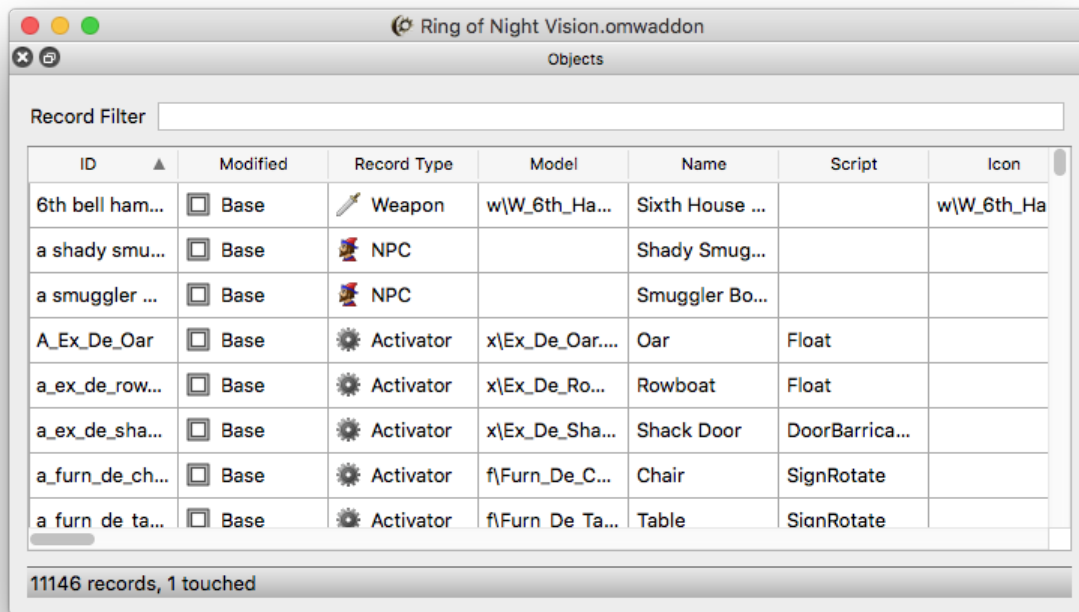 Ring of Night Vision.omwaddon
Objects
Record Filter
ID Modified Record Type Model Name Script Icon
6th bell ham... Base Weapon w\W_6th_Ha... Sixth House ... w\W_6th_Ha
a shady smu... Base NPC Shady Smug...
a smuggler ... Base NPC Smuggler Bo...
A_Ex_De_Oar Base Activator x\Ex_De_Oar.... Oar Float
a_ex_de_row... Base Activator x\Ex_De_Ro... Rowboat Float
a_ex_de_sha... Base Activator x\Ex_De_Sha... Shack Door DoorBarrica...
a_furn_de_ch... Base Activator f\Furn_De_C... Chair SignRotate
a_furn_de_ta... Base Activator f\Furn_De_Ta... Table SignRotate
11146 records, 1 touched